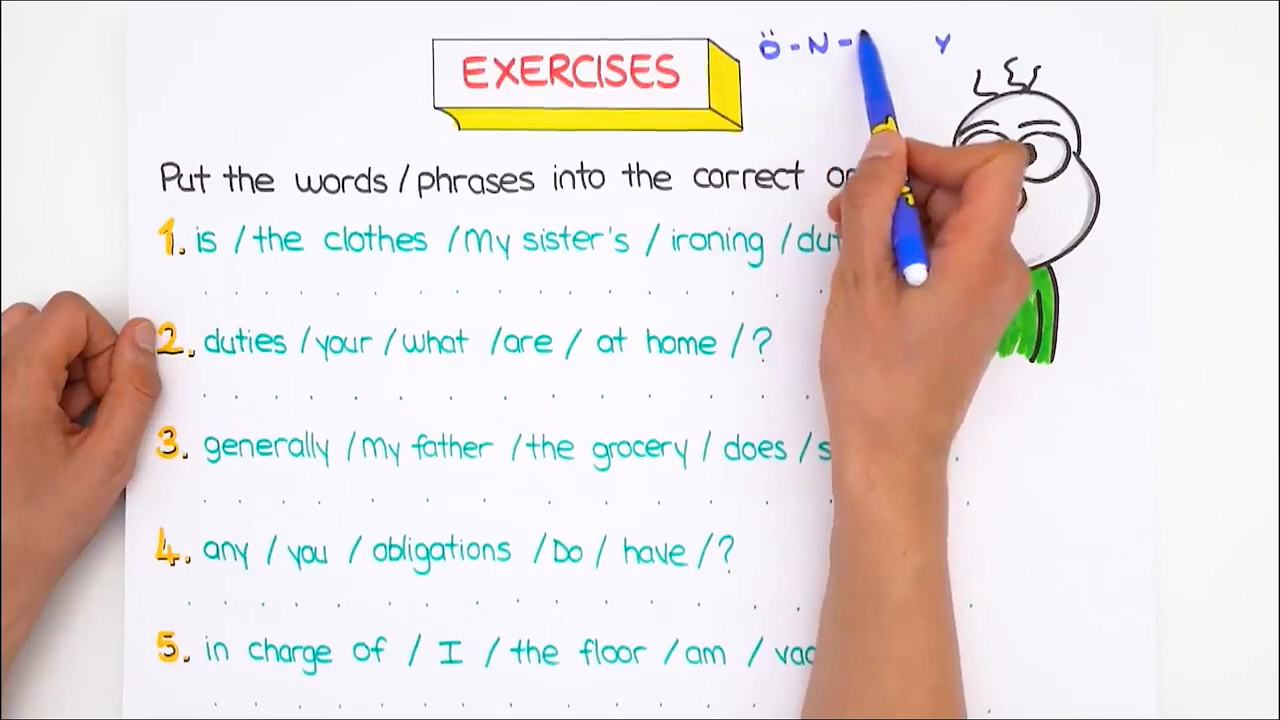 EXERCISES
Ö - N - Y
Put the words / phrases into the correct
1. is / the clothes / My sister's / ironing /
2. duties / your / what / are / at home / ?
3. generally / My father / the grocery / does /
4. any / you / obligations / Do / have / ?
5. in charge of / I / the floor / am /